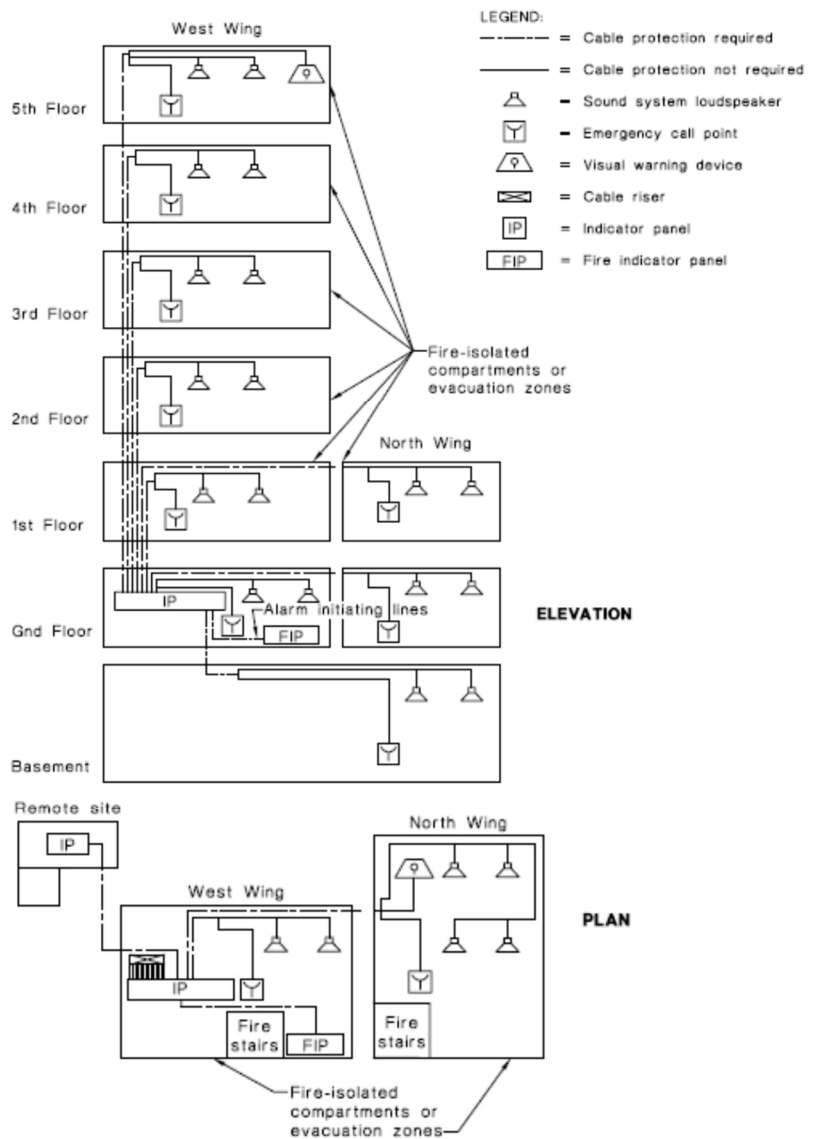 LEGEND:
West Wing
= Cable protection required
= Cable protection not required
= Sound system loudspeaker
5th Floor
= Emergency call point
= Visual warning device
= Cable riser
4th Floor
IP = Indicator panel
FIP = Fire indicator panel
3rd Floor
Fire-isolated
compartments or
evacuation zones
2nd Floor
North Wing
1st Floor
IP
Alarm initiating lines
ELEVATION
Gnd Floor
FIP
Basement
Remote site
North Wing
IP
West Wing
PLAN
IP
Fire
stairs
FIP
Fire
stairs
Fire-isolated
compartments or
evacuation zones